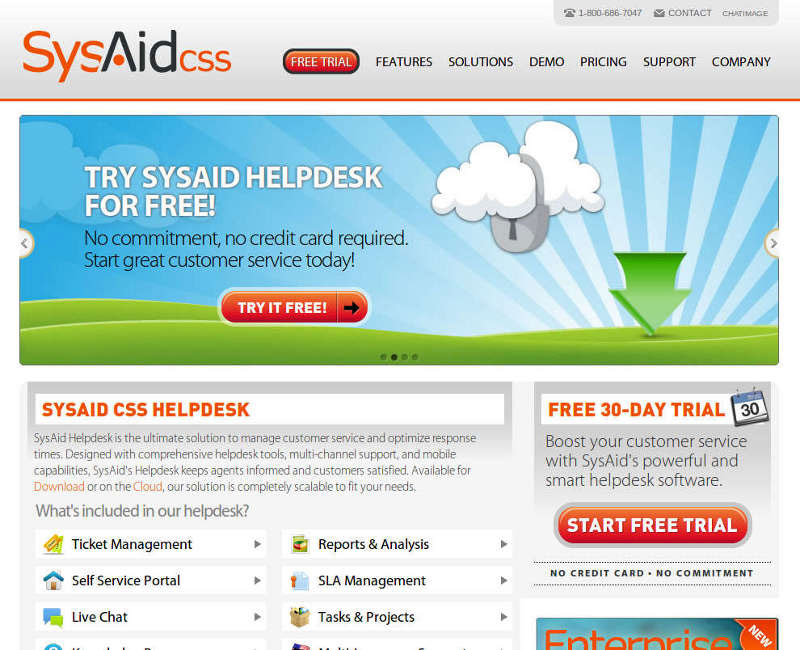 1-800-686-7047 CONTACT CHATIMAGE
SysAidcss
FREE TRIAL FEATURES SOLUTIONS DEMO PRICING SUPPORT COMPANY
TRY SYSAID HELPDESK
FOR FREE!
No commitment, no credit card required.
Start great customer service today!
TRY IT FREE!
SYSAID CSS HELPDESK
SysAid Helpdesk is the ultimate solution to manage customer service and optimize response
times. Designed with comprehensive helpdesk tools, multi-channel support, and mobile
capabilities, SysAid's Helpdesk keeps agents informed and customers satisfied. Available for
Download or on the Cloud, our solution is completely scalable to fit your needs.
What's included in our helpdesk?
Ticket Management
Reports & Analysis
Self Service Portal
SLA Management
Live Chat
Tasks & Projects
FREE 30-DAY TRIAL
30
Boost your customer service
with SysAid's powerful and
smart helpdesk software.
START FREE TRIAL
NO CREDIT CARD • NO COMMITMENT
Enterprise
NEW